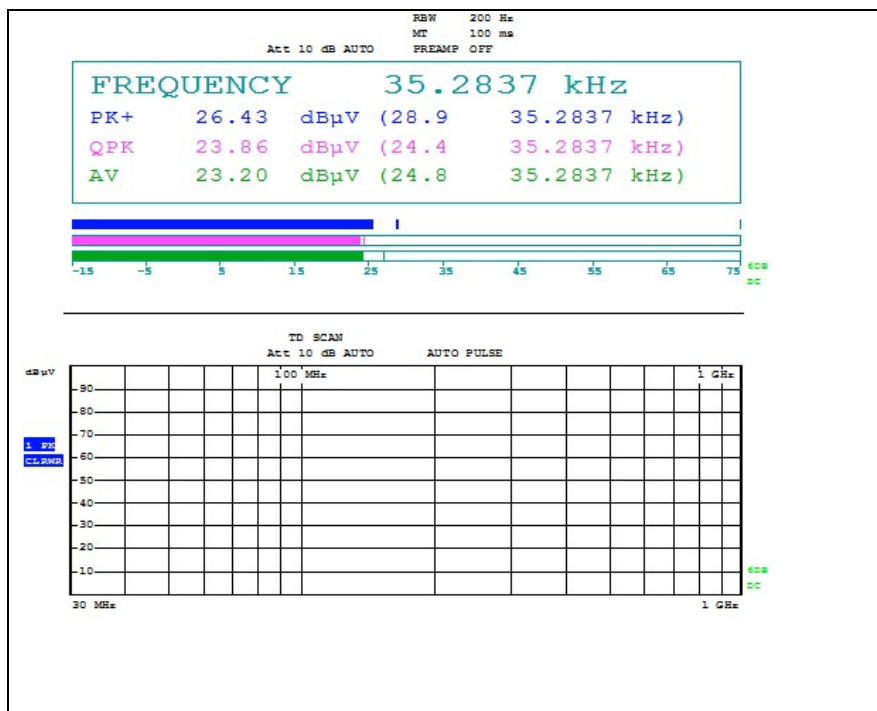 RBW 200 Hz
MT 100 ms
Att 10 dB AUTO PREAMP OFF
FREQUENCY 35.2837 kHz
PK+ 26.43 dBµV (28.9 35.2837 kHz)
QPK 23.86 dBµV (24.4 35.2837 kHz)
AV 23.20 dBµV (24.8 35.2837 kHz)
-15 -5 5 15 25 35 45 55 65 75
6DB
DC
TD SCAN
Att 10 dB AUTO AUTO PULSE
dBµV
100 MHz 1 GHz
90
80
70
1 PK
CLRWR
60
50
40
30
20
10
6DB
DC
30 MHz 1 GHz